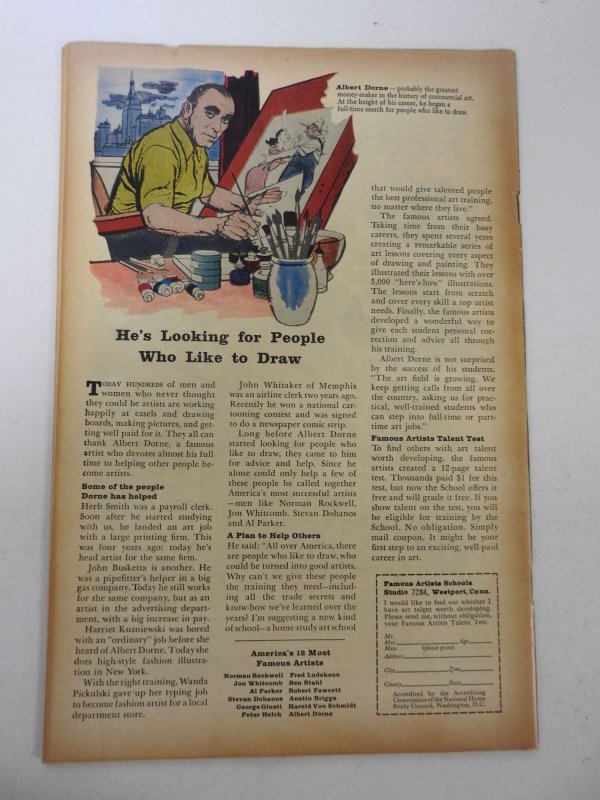 Albert Dorne — probably the greatest
money-maker in the history of commercial art.
At the height of his career, he began a
full-time search for people who like to draw.
He's Looking for People
Who Like to Draw
TODAY HUNDREDS of men and
women who never thought
they could be artists are working
happily at easels and drawing
boards, making pictures, and get-
ting well paid for it. They all can
thank Albert Dorne, a famous
artist who devotes almost his full
time to helping other people be-
come artists.
Some of the people
Dorne has helped
Herb Smith was a payroll clerk.
Soon after he started studying
with us, he landed an art job
with a large printing firm. This
was four years ago; today he's
head artist for the same firm.
John Busketta is another. He
was a pipefitter's helper in a big
gas company. Today he still works
for the same company, but as an
artist in the advertising depart-
ment, with a big increase in pay.
Harriet Kuzniewski was bored
with an "ordinary" job before she
heard of Albert Dorne. Today she
does high-style fashion illustra-
tion in New York.
With the right training, Wanda
Pickulski gave up her typing job
to become fashion artist for a local
department store.
John Whitaker of Memphis
was an airline clerk two years ago.
Recently he won a national car-
tooning contest and was signed
to do a newspaper comic strip.
Long before Albert Dorne
started looking for people who
like to draw, they came to him
for advice and help. Since he
alone could only help a few of
these people he called together
America's most successful artists
—men like Norman Rockwell,
Jon Whitcomb, Stevan Dohanos
and Al Parker.
A Plan to Help Others
He said: "All over America, there
are people who like to draw, who
could be turned into good artists.
Why can't we give these people
the training they need—includ-
ing all the trade secrets and
know-how we've learned over the
years? I'm suggesting a new kind
of school—a home-study art school
America's 12 Most
Famous Artists
Norman Rockwell Fred Ludekens
Jon Whitcomb Ben Stahl
Al Parker Robert Fawcett
Stevan Dohanos Austin Briggs
George Giusti Harold Von Schmidt
Peter Helck Albert Dorne
that would give talented people
the best professional art training,
no matter where they live."
The famous artists agreed.
Taking time from their busy
careers, they spent several years
creating a remarkable series of
art lessons covering every aspect
of drawing and painting. They
illustrated their lessons with over
5,000 "here's-how" illustrations.
The lessons start from scratch
and cover every skill a top artist
needs. Finally, the famous artists
developed a wonderful way to
give each student personal cor-
rection and advice all through
his training.
Albert Dorne is not surprised
by the success of his students.
"The art field is growing. We
keep getting calls from all over
the country, asking us for prac-
tical, well-trained students who
can step into full-time or part-
time art jobs."
Famous Artists Talent Test
To find others with art talent
worth developing, the famous
artists created a 12-page talent
test. Thousands paid $1 for this
test, but now the School offers it
free and will grade it free. If you
show talent on the test, you will
be eligible for training by the
School. No obligation. Simply
mail coupon. It might be your
first step to an exciting, well-paid
career in art.
Famous Artists Schools
Studio 7284, Westport, Conn.
I would like to find out whether I
have art talent worth developing.
Please send me, without obligation,
your Famous Artists Talent Test.
Mr.
Mrs. Age
Miss (please print)
Address
City Zone
County State
Accredited by the Accrediting
Commission of the National Home
Study Council, Washington, D.C.